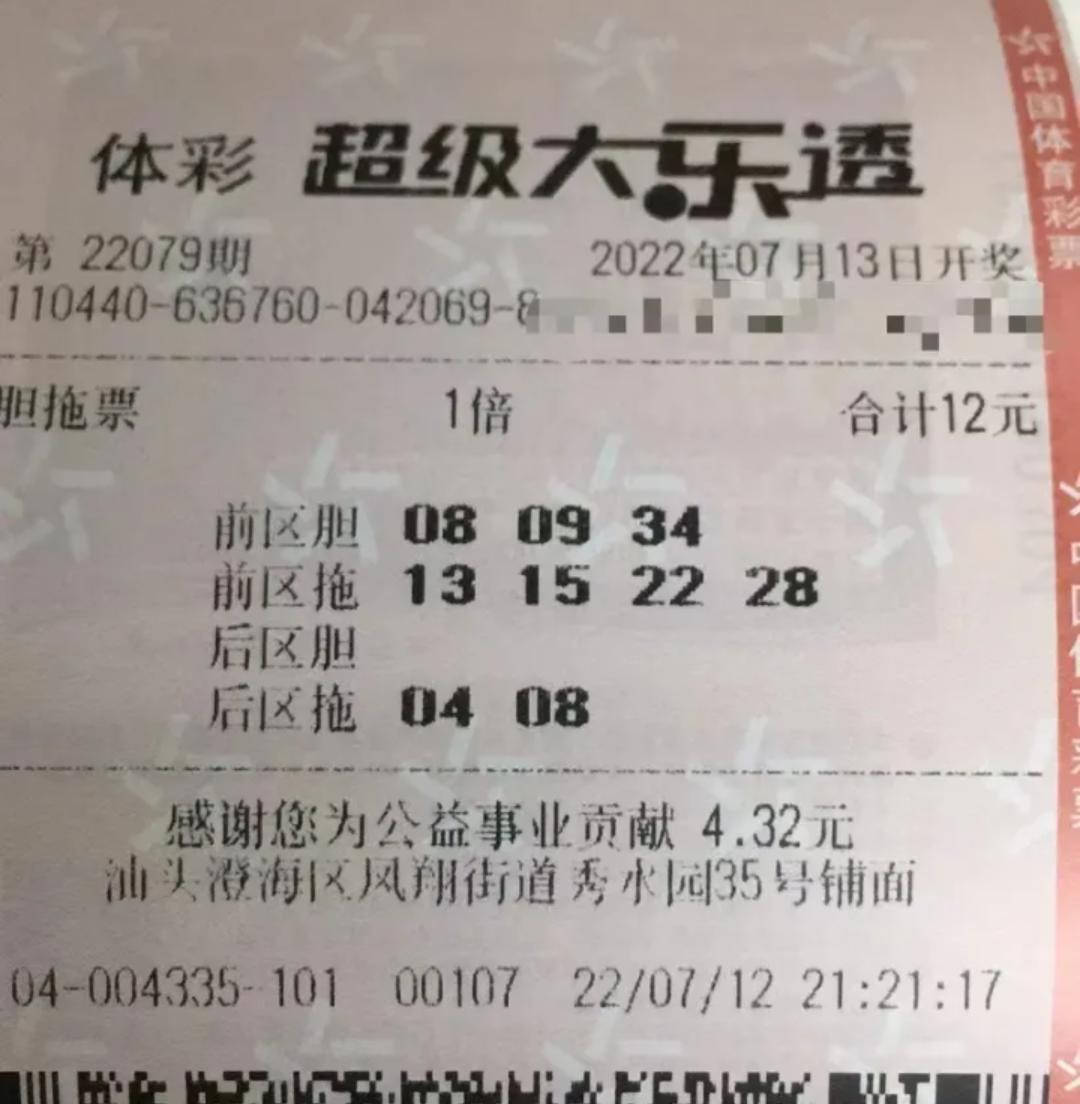 体彩 超级大乐透
第 22079期 2022年07月13日开奖
110440-636760-042069-8
胆拖票 1倍 合计12元
前区胆 08 09 34
前区拖 13 15 22 28
后区胆
后区拖 04 08
感谢您为公益事业贡献 4.32元
汕头澄海区凤翔街道秀水园35号铺面
04-004335-101 00107 22/07/12 21:21:17
中国体育彩票